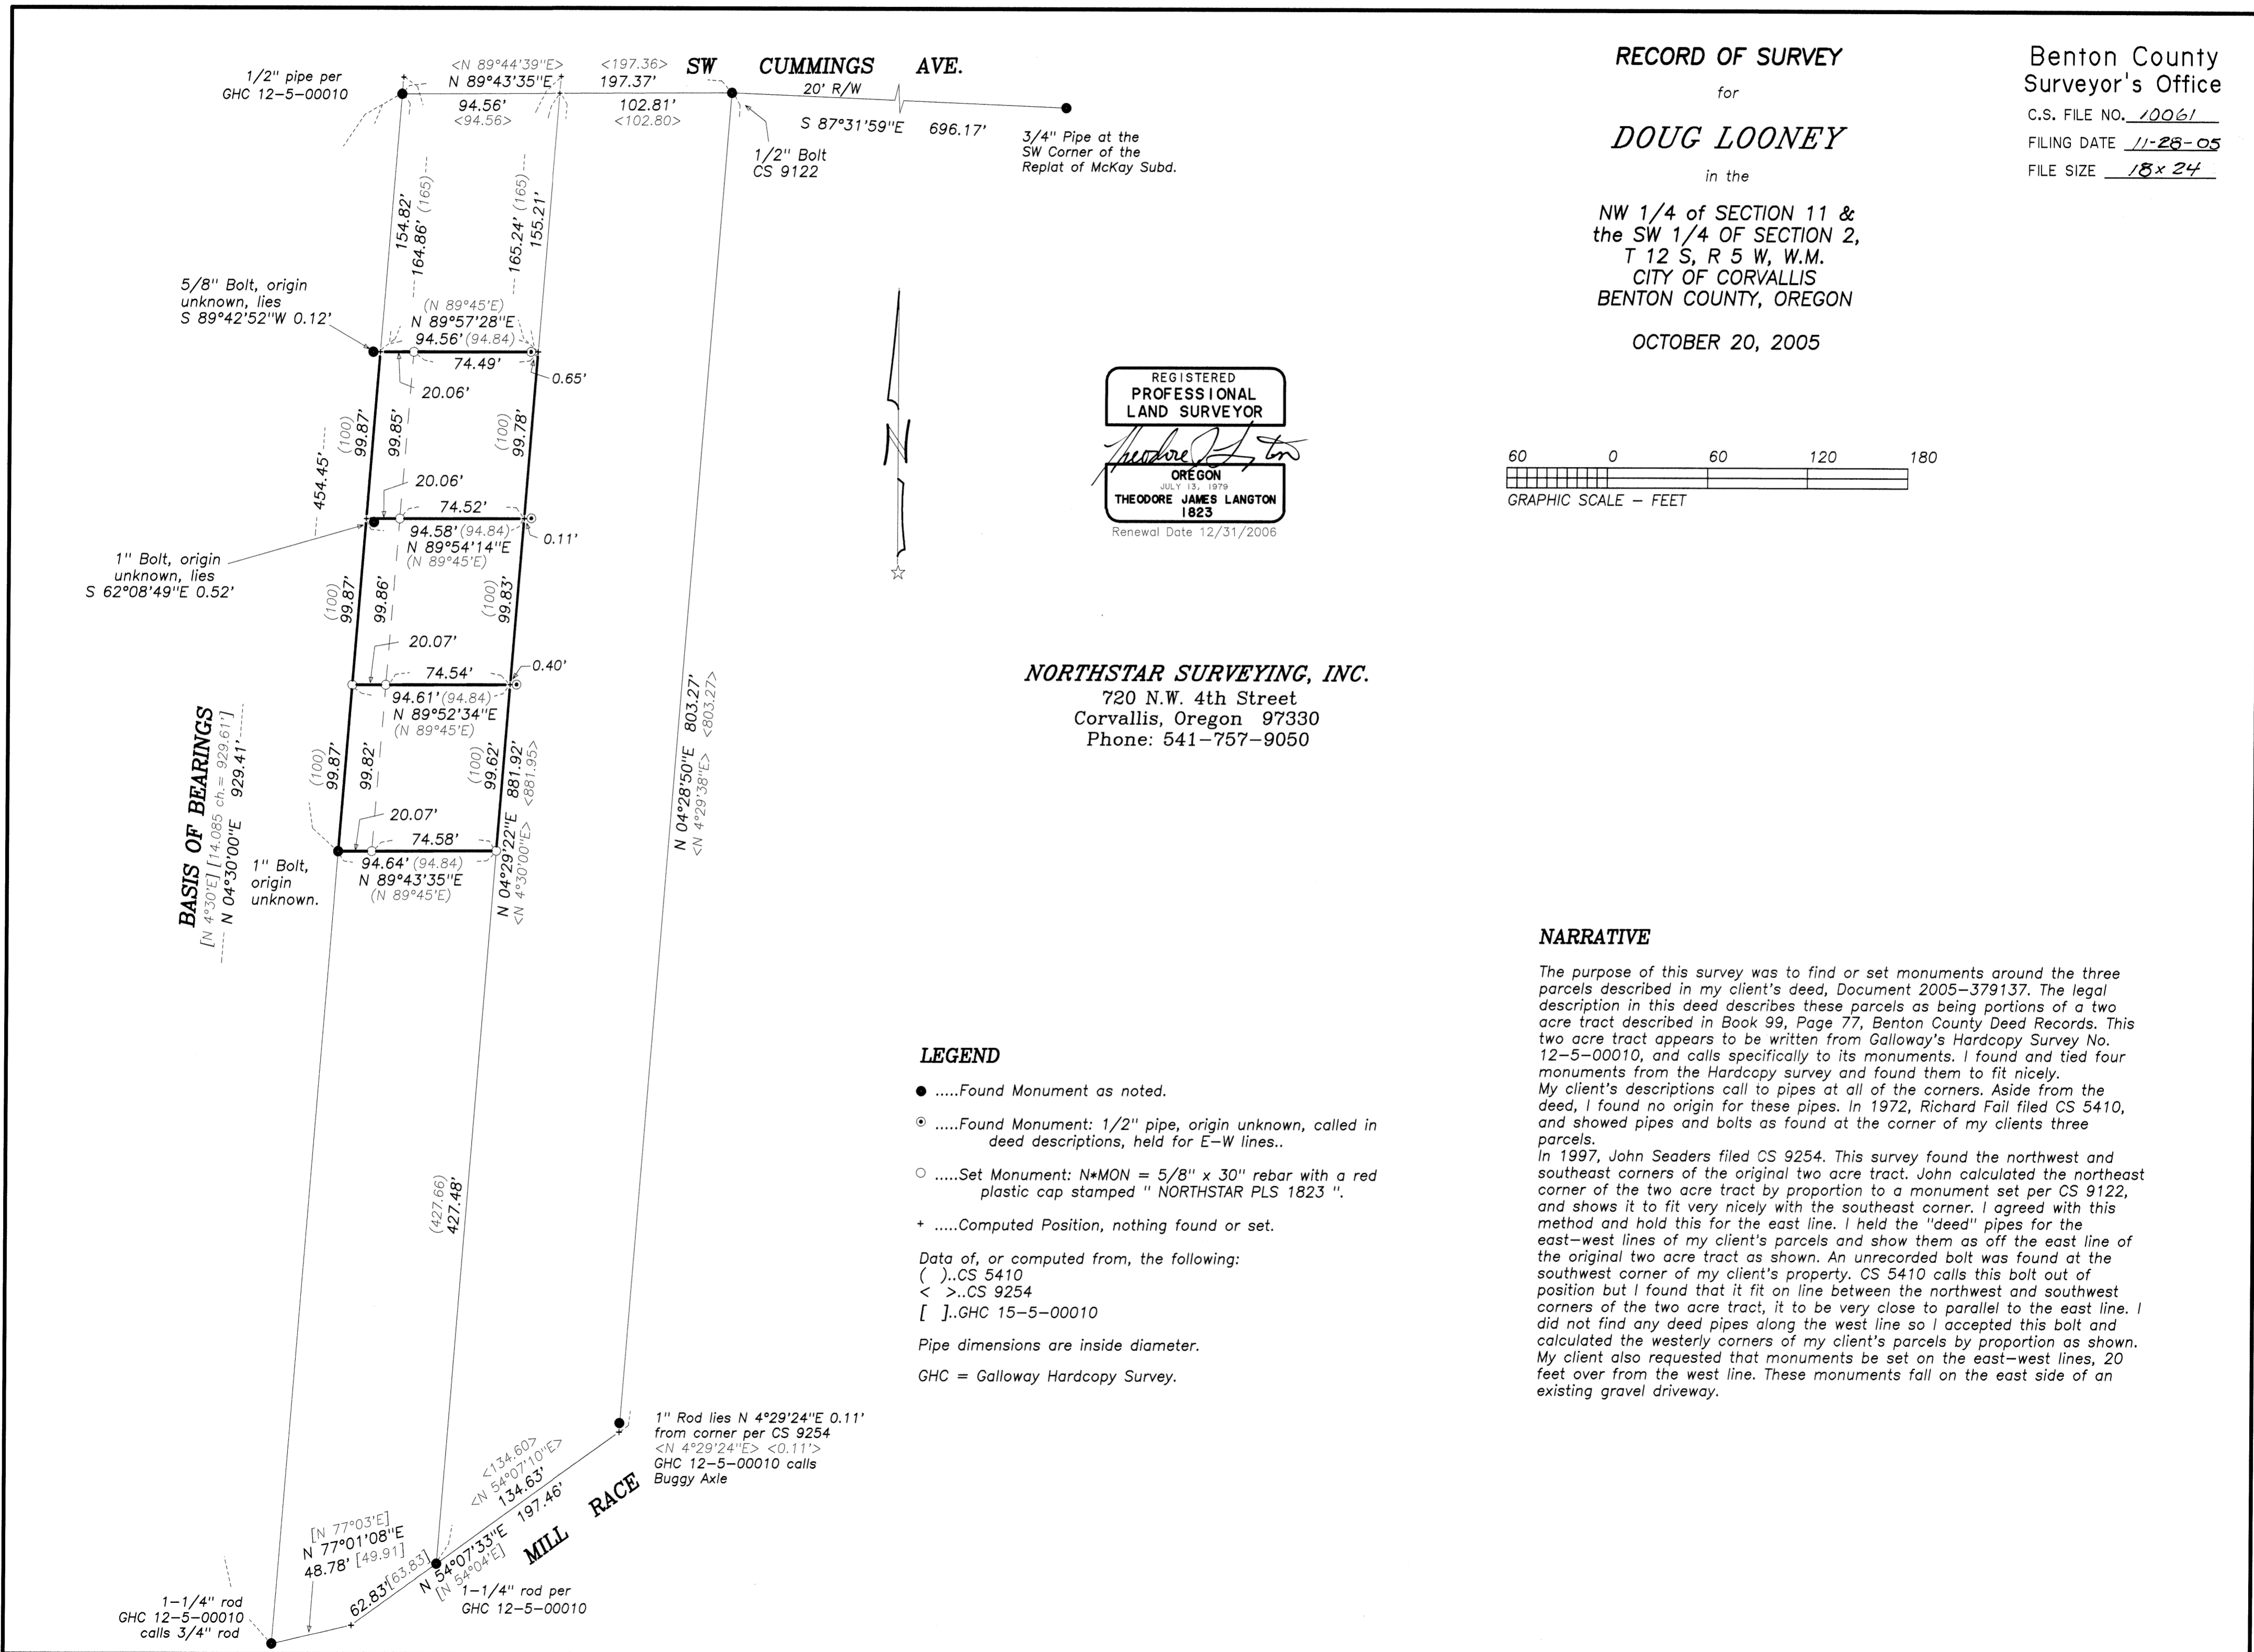 RECORD OF SURVEY
for
DOUG LOONEY
in the
NW 1/4 of SECTION 11 &
the SW 1/4 OF SECTION 2,
T 12 S, R 5 W, W.M.
CITY OF CORVALLIS
BENTON COUNTY, OREGON
OCTOBER 20, 2005
Benton County
Surveyor's Office
C.S. FILE NO. 10061
FILING DATE 11-28-05
FILE SIZE 18 x 24
1/2" pipe per
GHC 12-5-00010
<N 89°44'39"E> <197.36>
N 89°43'35"E 197.37'
94.56'
<94.56>
102.81'
<102.80>
SW CUMMINGS AVE.
20' R/W
S 87°31'59"E 696.17'
1/2" Bolt
CS 9122
3/4" Pipe at the
SW Corner of the
Replat of McKay Subd.
154.82'
164.86' (165)
165.24' (165)
155.21'
5/8" Bolt, origin
unknown, lies
S 89°42'52"W 0.12'
(N 89°45'E)
N 89°57'28"E
94.56' (94.84)
74.49'
0.65'
20.06'
(100)
99.87'
99.85'
(100)
99.78'
454.45'
20.06'
74.52'
94.58' (94.84)
N 89°54'14"E
(N 89°45'E)
0.11'
1" Bolt, origin
unknown, lies
S 62°08'49"E 0.52'
(100)
99.87'
99.86'
(100)
99.83'
20.07'
74.54'
0.40'
94.61' (94.84)
N 89°52'34"E
(N 89°45'E)
BASIS OF BEARINGS
[N 4°30'E] [14.085 ch.= 929.61']
N 04°30'00"E 929.41'
(100)
99.87'
99.82'
(100)
99.62'
20.07'
74.58'
94.64' (94.84)
N 89°43'35"E
(N 89°45'E)
1" Bolt,
origin
unknown.
N 04°29'22"E 881.92'
<N 4°30'00"E> <881.95>
N 04°28'50"E 803.27'
<N 4°29'38"E> <803.27>
(427.66)
427.48'
1" Rod lies N 4°29'24"E 0.11'
from corner per CS 9254
<N 4°29'24"E> <0.11'>
GHC 12-5-00010 calls
Buggy Axle
<134.60>
<N 54°07'10"E>
134.63'
N 54°07'33"E 197.46'
[N 54°04'E]
MILL RACE
[N 77°03'E]
N 77°01'08"E
48.78' [49.91]
62.83' [63.83]
1-1/4" rod per
GHC 12-5-00010
1-1/4" rod
GHC 12-5-00010
calls 3/4" rod
N
REGISTERED
PROFESSIONAL
LAND SURVEYOR
OREGON
JULY 13, 1979
THEODORE JAMES LANGTON
1823
Renewal Date 12/31/2006
60 0 60 120 180
GRAPHIC SCALE - FEET
NORTHSTAR SURVEYING, INC.
720 N.W. 4th Street
Corvallis, Oregon 97330
Phone: 541-757-9050
LEGEND
● .....Found Monument as noted.
⊙ .....Found Monument: 1/2" pipe, origin unknown, called in
deed descriptions, held for E-W lines..
○ .....Set Monument: N*MON = 5/8" x 30" rebar with a red
plastic cap stamped " NORTHSTAR PLS 1823 ".
+ .....Computed Position, nothing found or set.
Data of, or computed from, the following:
( )..CS 5410
< >..CS 9254
[ ]..GHC 15-5-00010
Pipe dimensions are inside diameter.
GHC = Galloway Hardcopy Survey.
NARRATIVE
The purpose of this survey was to find or set monuments around the three
parcels described in my client's deed, Document 2005-379137. The legal
description in this deed describes these parcels as being portions of a two
acre tract described in Book 99, Page 77, Benton County Deed Records. This
two acre tract appears to be written from Galloway's Hardcopy Survey No.
12-5-00010, and calls specifically to its monuments. I found and tied four
monuments from the Hardcopy survey and found them to fit nicely.
My client's descriptions call to pipes at all of the corners. Aside from the
deed, I found no origin for these pipes. In 1972, Richard Fail filed CS 5410,
and showed pipes and bolts as found at the corner of my clients three
parcels.
In 1997, John Seaders filed CS 9254. This survey found the northwest and
southeast corners of the original two acre tract. John calculated the northeast
corner of the two acre tract by proportion to a monument set per CS 9122,
and shows it to fit very nicely with the southeast corner. I agreed with this
method and hold this for the east line. I held the "deed" pipes for the
east-west lines of my client's parcels and show them as off the east line of
the original two acre tract as shown. An unrecorded bolt was found at the
southwest corner of my client's property. CS 5410 calls this bolt out of
position but I found that it fit on line between the northwest and southwest
corners of the two acre tract, it to be very close to parallel to the east line. I
did not find any deed pipes along the west line so I accepted this bolt and
calculated the westerly corners of my client's parcels by proportion as shown.
My client also requested that monuments be set on the east-west lines, 20
feet over from the west line. These monuments fall on the east side of an
existing gravel driveway.